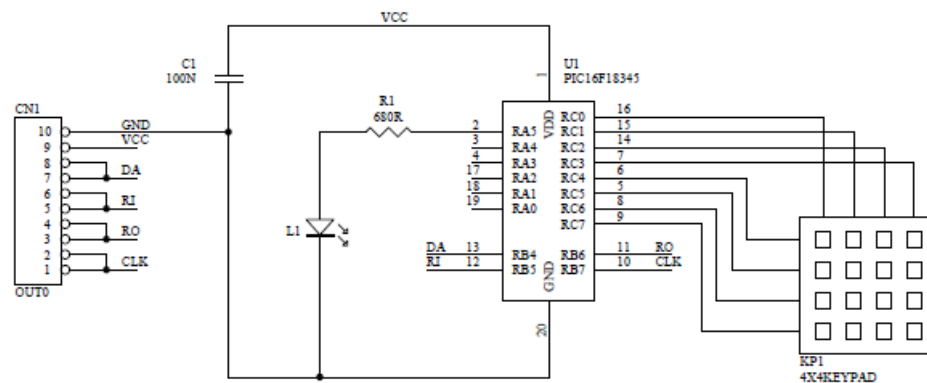 VCC
C1
100N
U1
PIC16F18345
1
CN1
R1
680R
10 GND
9 VCC
8
7 DA
6
5 RI
4
3 RO
2
1 CLK
OUT0
L1
VDD
2 RA5
3 RA4
4 RA3
17 RA2
18 RA1
19 RA0
DA 13 RB4
RI 12 RB5
RC0 16
RC1 15
RC2 14
RC3 7
RC4 6
RC5 5
RC6 8
RC7 9
RB6 11 RO
RB7 10 CLK
GND
20
KP1
4X4KEYPAD